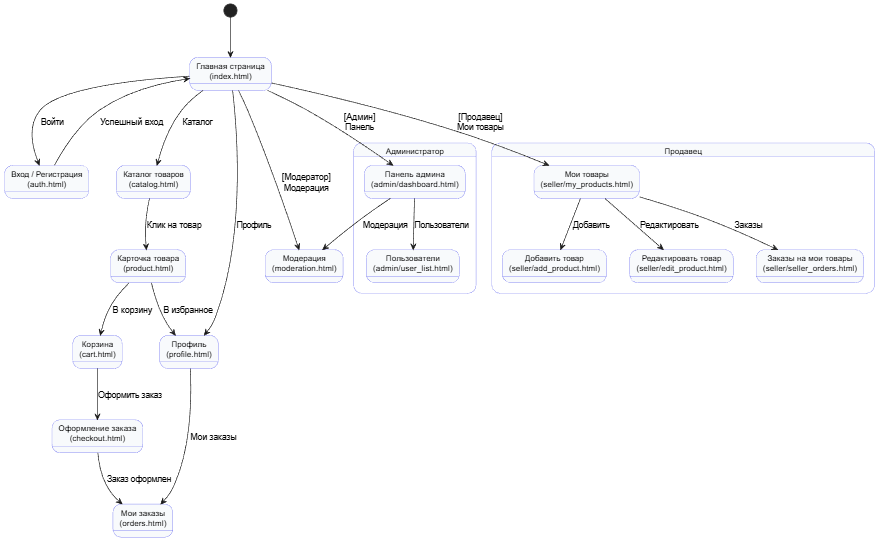 Главная страница
(index.html)
[Админ]
Панель
[Продавец]
Мои товары
Войти
Успешный вход
Каталог
Администратор
Продавец
Вход / Регистрация
(auth.html)
Каталог товаров
(catalog.html)
[Модератор]
Модерация
Панель админа
(admin/dashboard.html)
Мои товары
(seller/my_products.html)
Клик на товар
Профиль
Модерация
Пользователи
Добавить
Редактировать
Заказы
Карточка товара
(product.html)
Модерация
(moderation.html)
Пользователи
(admin/user_list.html)
Добавить товар
(seller/add_product.html)
Редактировать товар
(seller/edit_product.html)
Заказы на мои товары
(seller/seller_orders.html)
В корзину
В избранное
Корзина
(cart.html)
Профиль
(profile.html)
Оформить заказ
Оформление заказа
(checkout.html)
Мои заказы
Заказ оформлен
Мои заказы
(orders.html)